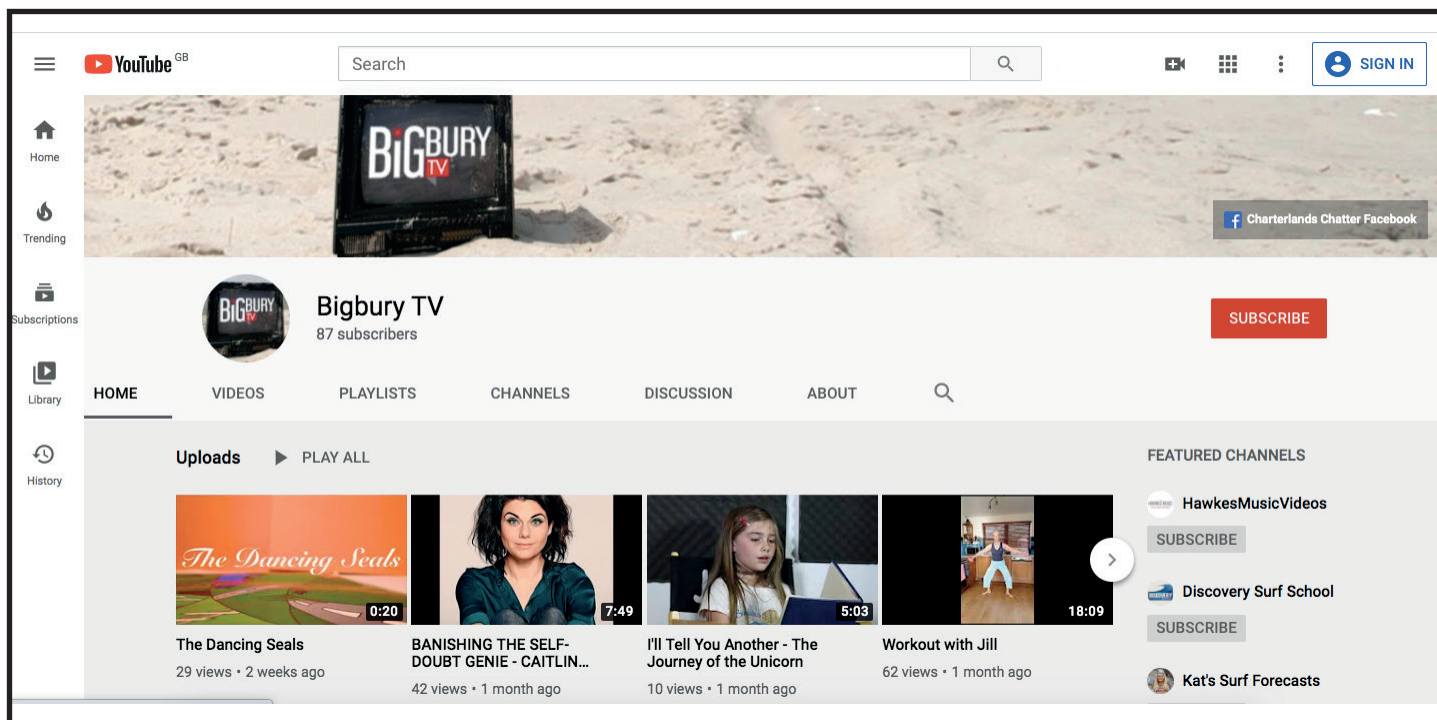 YouTube GB
Search
SIGN IN
Home
Trending
Subscriptions
Library
History
BiGBURY
TV
Charterlands Chatter Facebook
BiGBURY
TV
Bigbury TV
87 subscribers
SUBSCRIBE
HOME VIDEOS PLAYLISTS CHANNELS DISCUSSION ABOUT
Uploads PLAY ALL
The Dancing Seals
0:20
The Dancing Seals
29 views • 2 weeks ago
7:49
BANISHING THE SELF-
DOUBT GENIE - CAITLIN...
42 views • 1 month ago
5:03
I'll Tell You Another - The
Journey of the Unicorn
10 views • 1 month ago
18:09
Workout with Jill
62 views • 1 month ago
FEATURED CHANNELS
HawkesMusicVideos
SUBSCRIBE
Discovery Surf School
SUBSCRIBE
Kat's Surf Forecasts